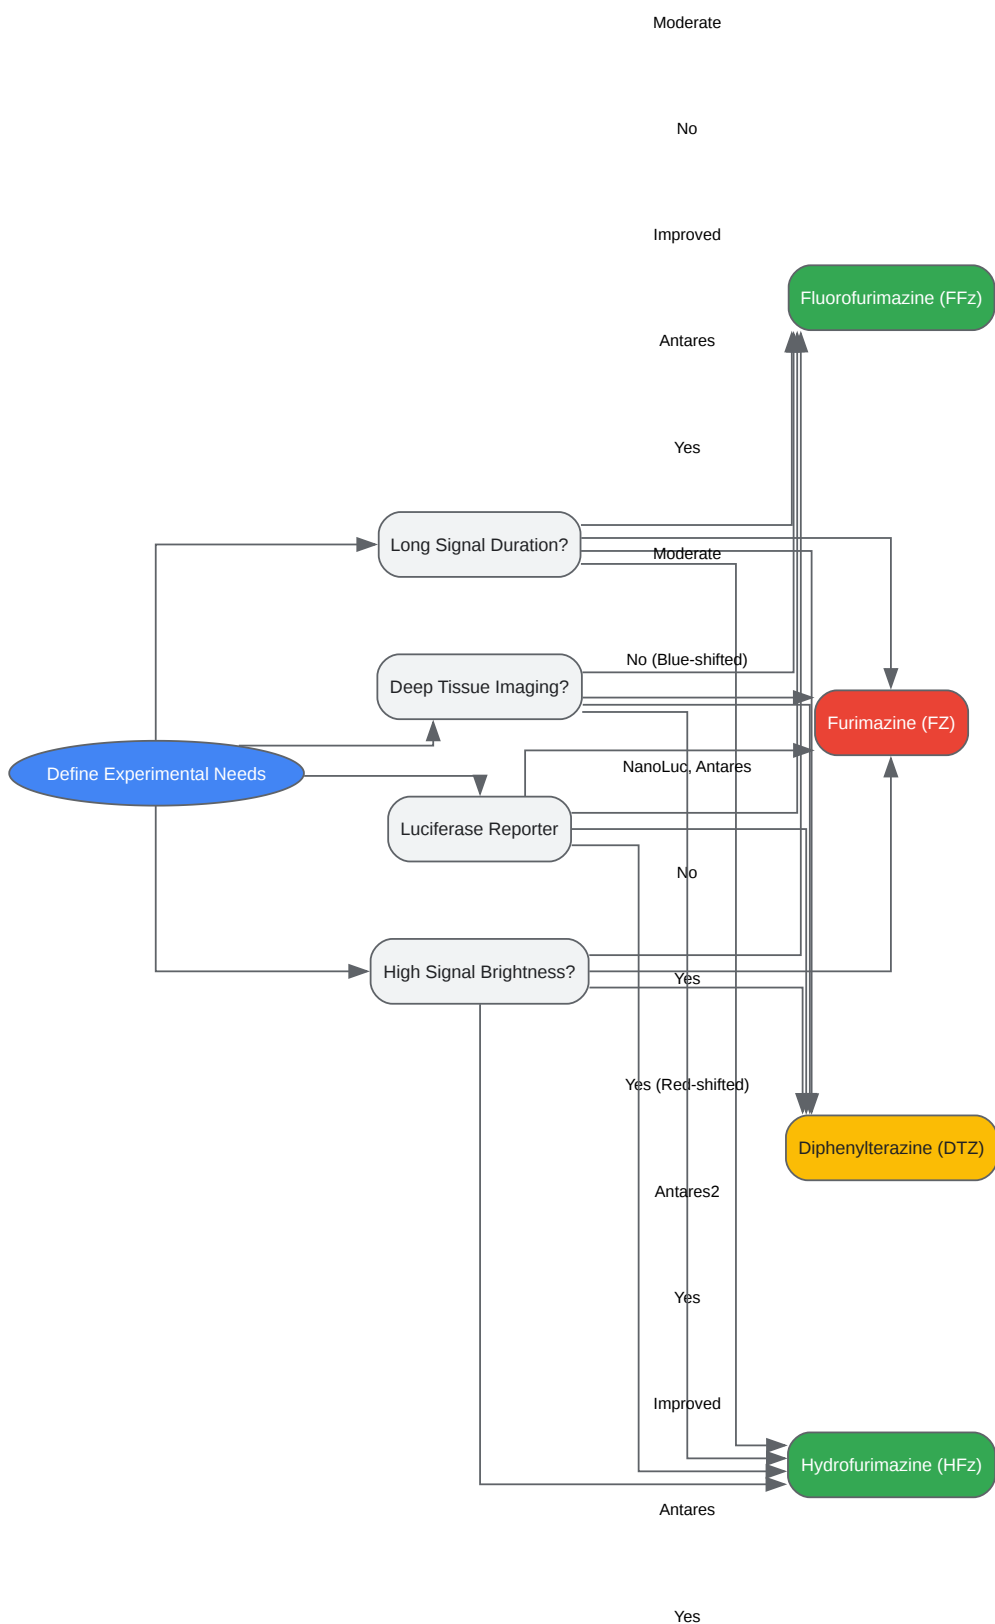 Moderate
No
Improved
Fluorofurimazine (FFz)
Antares
Yes
Long Signal Duration?
Moderate
No (Blue-shifted)
Deep Tissue Imaging?
Furimazine (FZ)
NanoLuc, Antares
Define Experimental Needs
Luciferase Reporter
No
High Signal Brightness?
Yes
Yes (Red-shifted)
Diphenylterazine (DTZ)
Antares2
Yes
Improved
Hydrofurimazine (HFz)
Antares
Yes